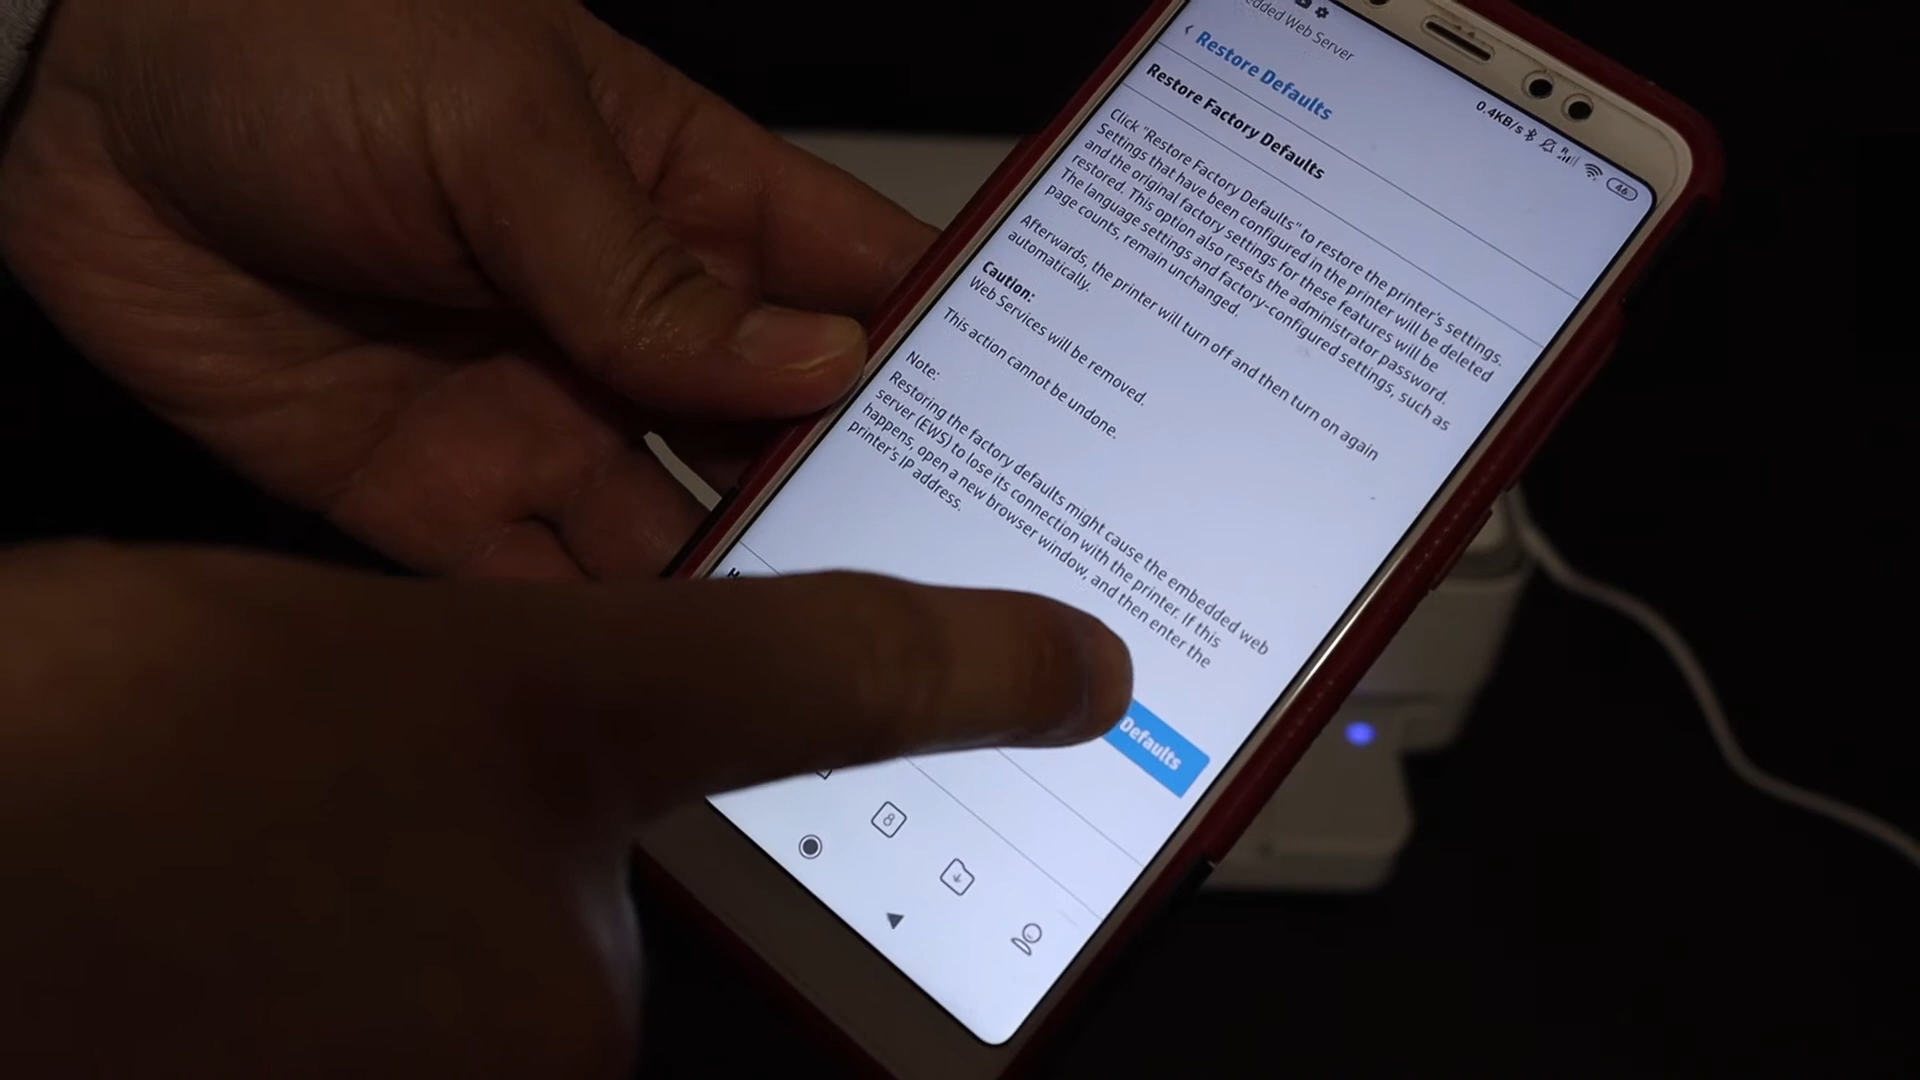 Web Server
0.4KB/s
46
Restore Defaults
Restore Factory Defaults
Click "Restore Factory Defaults" to restore the printer's settings.
Settings that have been configured in the printer will be deleted
and the original factory settings for these features will be
restored. This option also resets the administrator password.
The language settings and factory-configured settings, such as
page counts, remain unchanged.
Afterwards, the printer will turn off and then turn on again
automatically.
Caution:
Web Services will be removed.
This action cannot be undone.
Note:
Restoring the factory defaults might cause the embedded web
server (EWS) to lose its connection with the printer. If this
happens, open a new browser window, and then enter the
printer's IP address.
Defaults
8